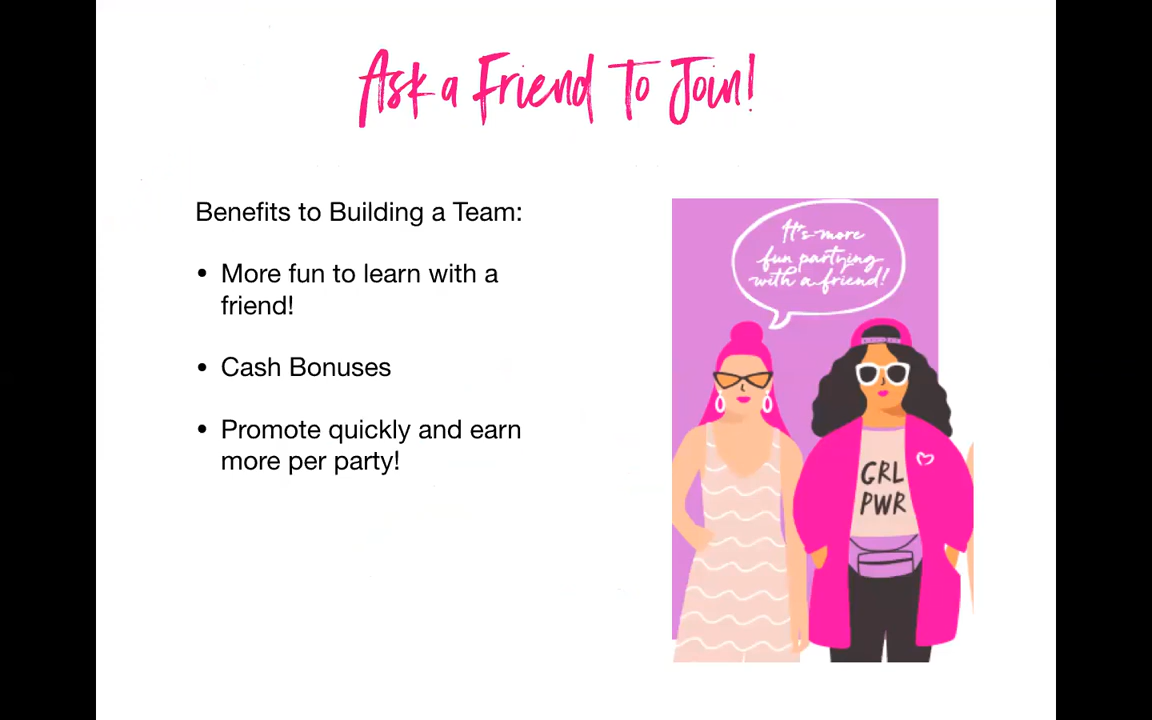 Ask a Friend To Join!
Benefits to Building a Team:
• More fun to learn with a
friend!
• Cash Bonuses
• Promote quickly and earn
more per party!
It's more
fun partying
with a friend!
GRL
PWR